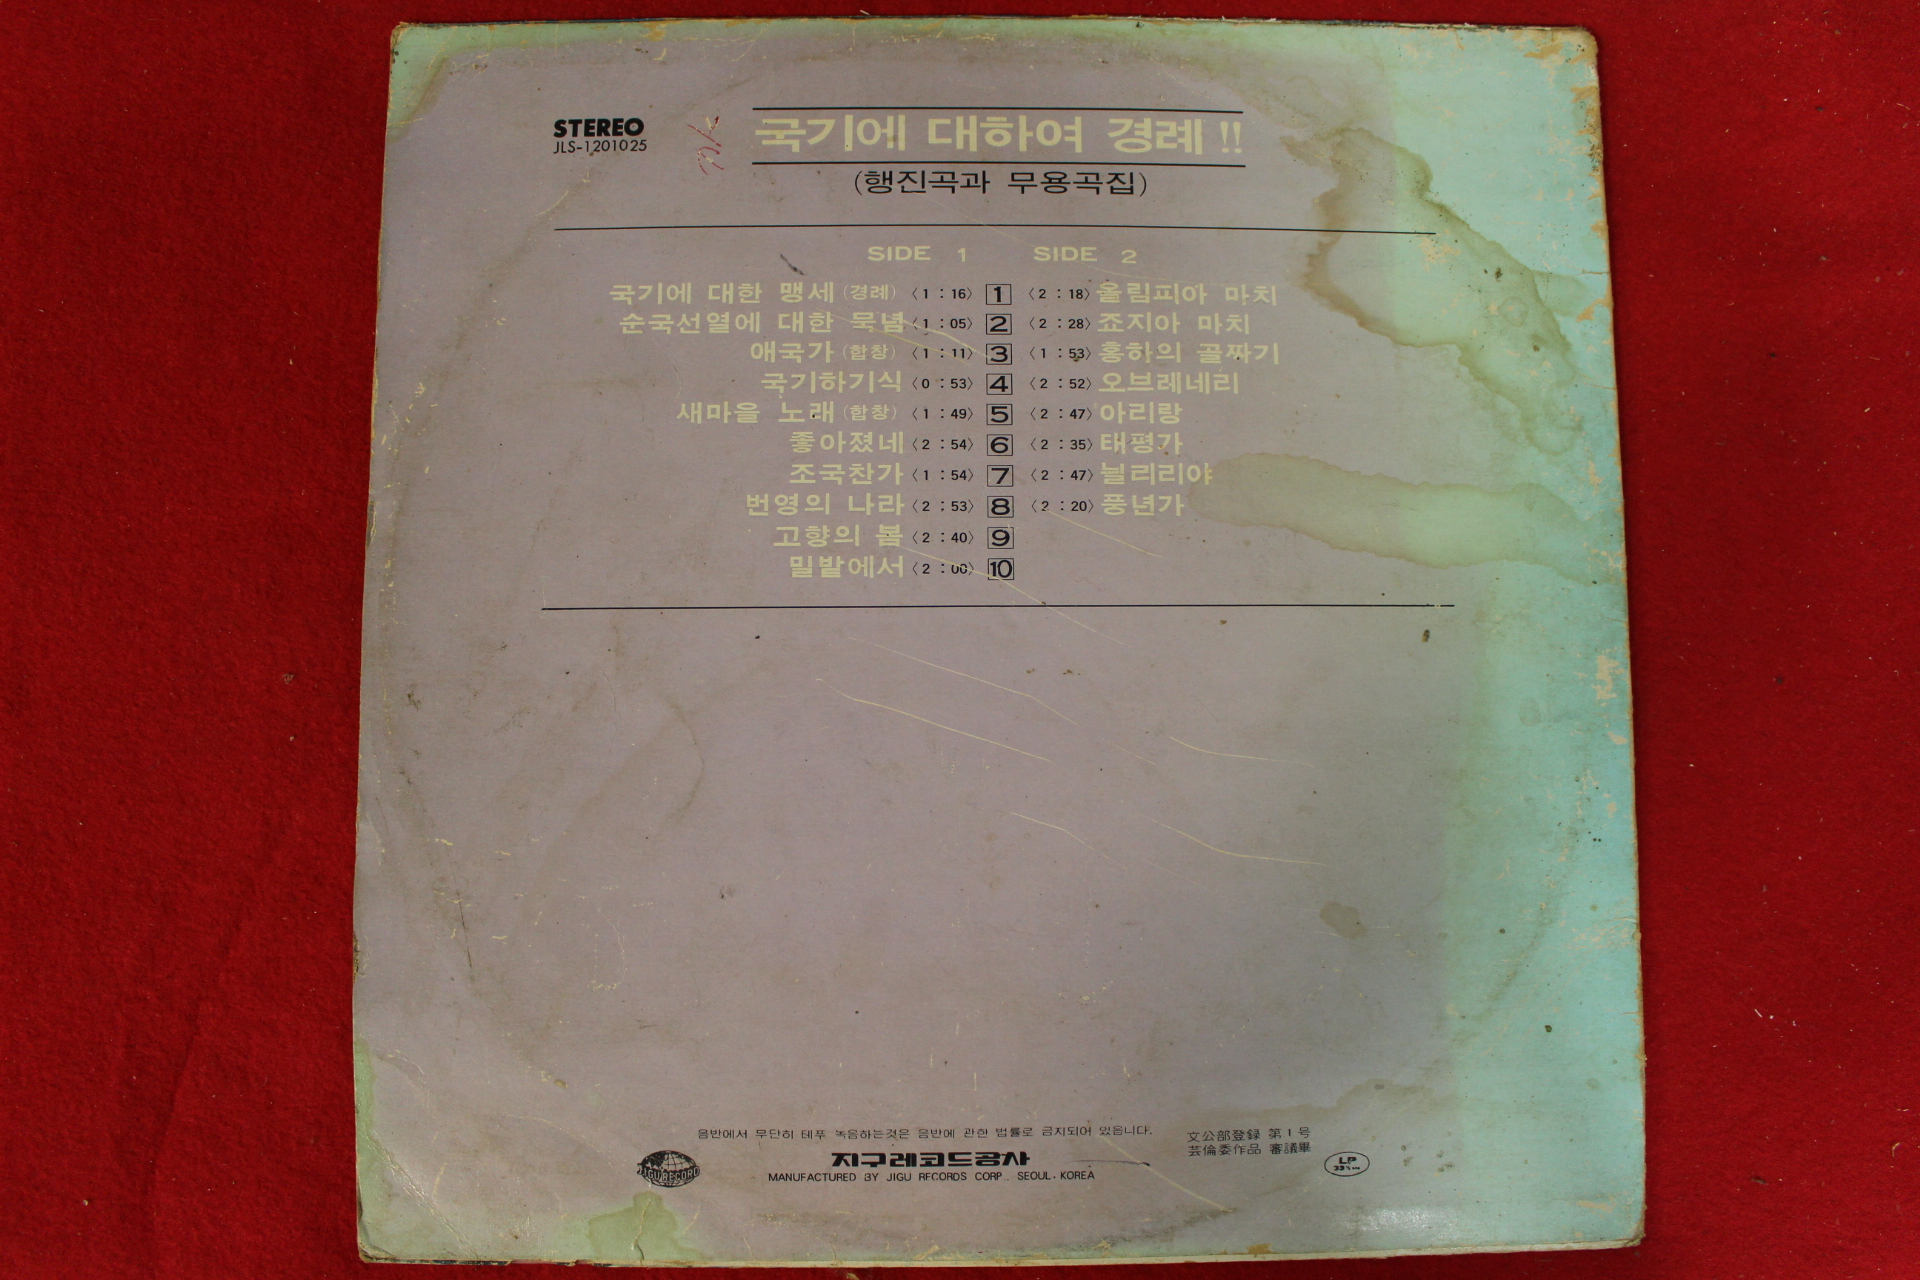 STEREO
JLS-1201025
국기에 대하여 경례!!
(행진곡과 무용곡집)
SIDE 1 SIDE 2
국기에 대한 맹세 (경례) 〈1 : 16〉 1 〈2 : 18〉 올림피아 마치
순국선열에 대한 묵념 〈1 : 05〉 2 〈2 : 28〉 죠지아 마치
애국가 (합창) 〈1 : 11〉 3 〈1 : 53〉 홍하의 골짜기
국기하기식 〈0 : 53〉 4 〈2 : 52〉 오브레네리
새마을 노래 (합창) 〈1 : 49〉 5 〈2 : 47〉 아리랑
좋아졌네 〈2 : 54〉 6 〈2 : 35〉 태평가
조국찬가 〈1 : 54〉 7 〈2 : 47〉 닐리리야
번영의 나라 〈2 : 53〉 8 〈2 : 20〉 풍년가
고향의 봄 〈2 : 40〉 9
밀밭에서 〈2 : 00〉 10
음반에서 무단히 테푸 녹음하는것은 음반에 관한 법률로 금지되어 있읍니다.
文公部登録 第1号
芸倫委作品 審議畢
JIGU RECORD
지구레코드공사
LP
33⅓
MANUFACTURED BY JIGU RECORDS CORP., SEOUL, KOREA